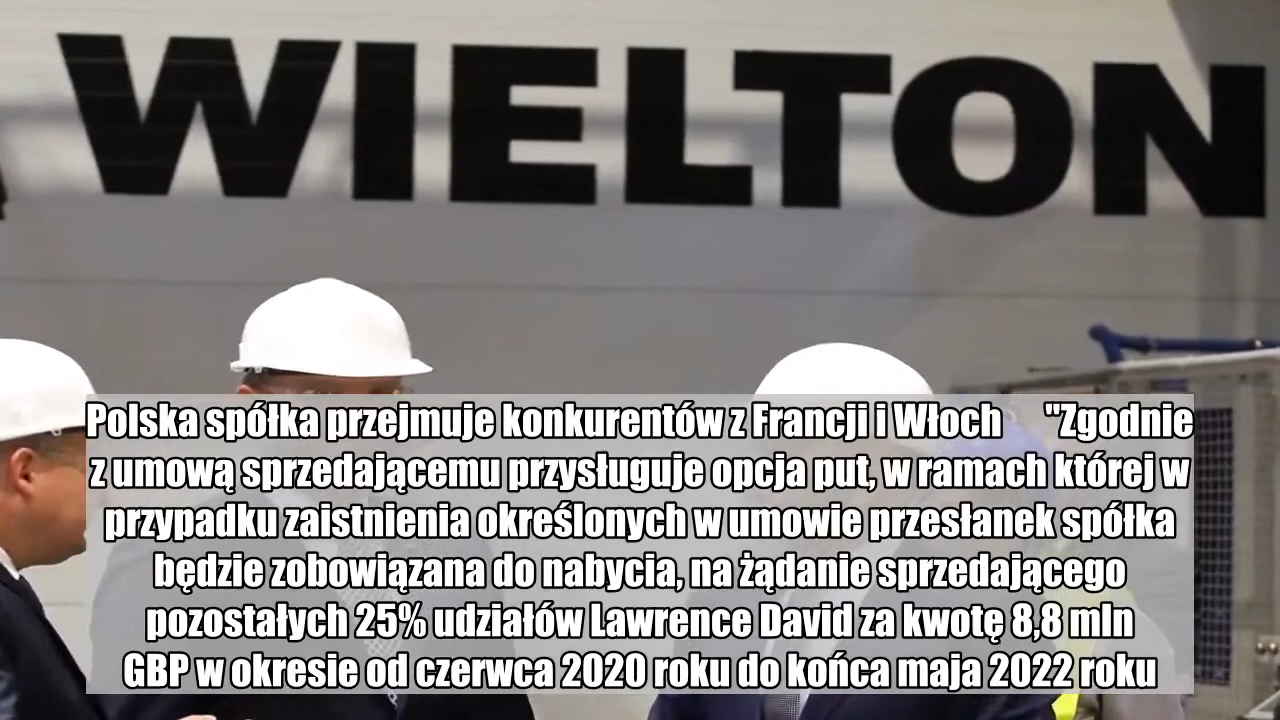 WIELTON
Polska spółka przejmuje konkurentów z Francji i Włoch "Zgodnie
z umową sprzedającemu przysługuje opcja put, w ramach której w
przypadku zaistnienia określonych w umowie przesłanek spółka
będzie zobowiązana do nabycia, na żądanie sprzedającego
pozostałych 25% udziałów Lawrence David za kwotę 8,8 mln
GBP w okresie od czerwca 2020 roku do końca maja 2022 roku